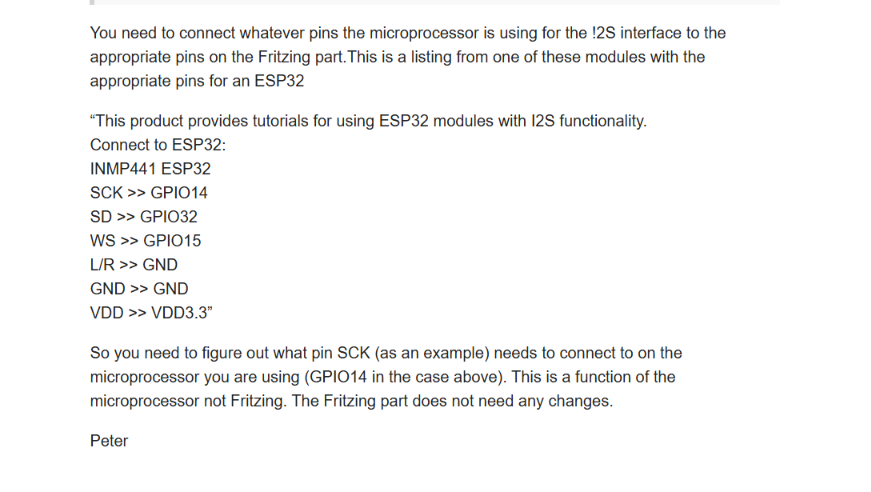 You need to connect whatever pins the microprocessor is using for the !2S interface to the
appropriate pins on the Fritzing part.This is a listing from one of these modules with the
appropriate pins for an ESP32
“This product provides tutorials for using ESP32 modules with I2S functionality.
Connect to ESP32:
INMP441 ESP32
SCK >> GPIO14
SD >> GPIO32
WS >> GPIO15
L/R >> GND
GND >> GND
VDD >> VDD3.3”
So you need to figure out what pin SCK (as an example) needs to connect to on the
microprocessor you are using (GPIO14 in the case above). This is a function of the
microprocessor not Fritzing. The Fritzing part does not need any changes.
Peter